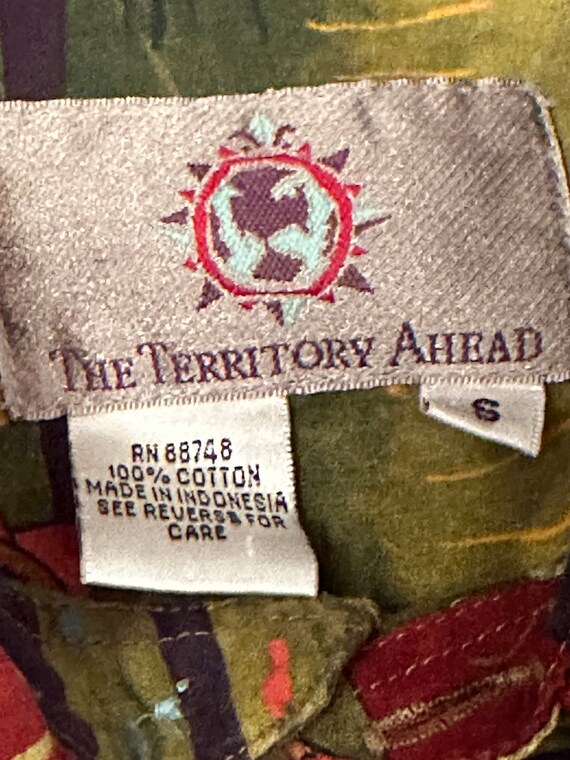 THE TERRITORY AHEAD
S
RN 88748
100% COTTON
MADE IN INDONESIA
SEE REVERSE FOR
CARE